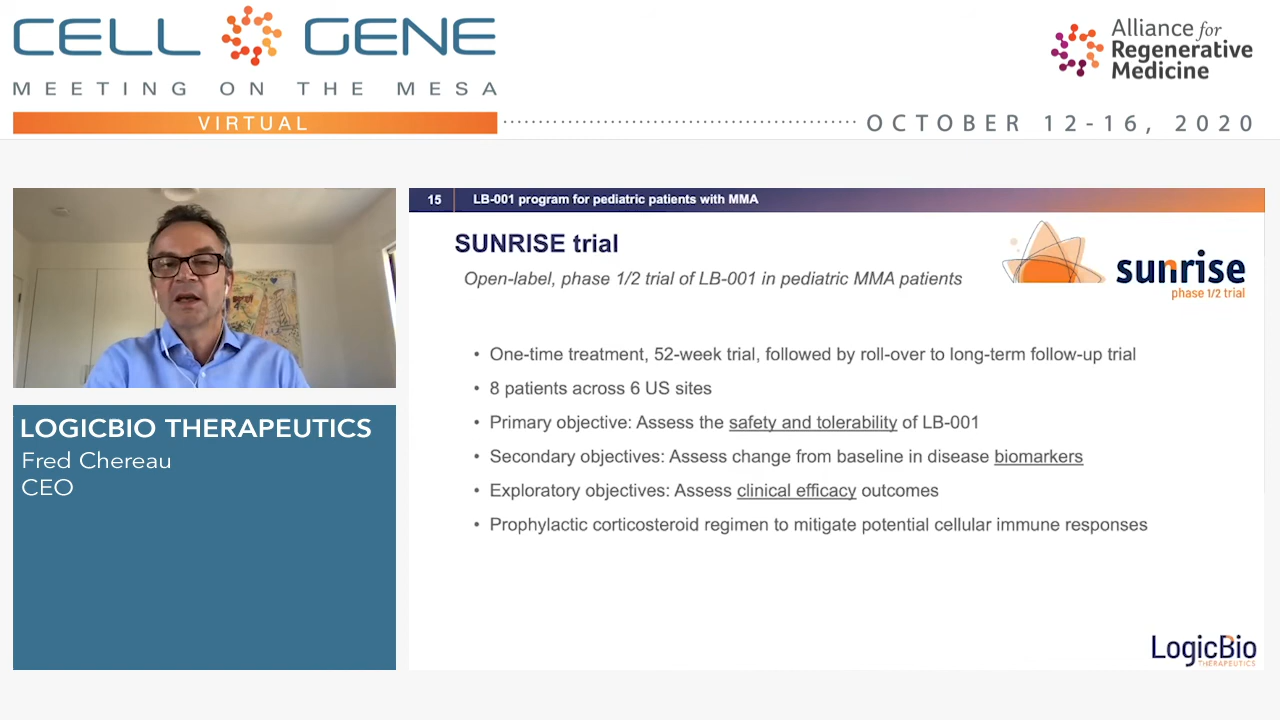 CELL GENE
MEETING ON THE MESA
VIRTUAL
Alliance for
Regenerative
Medicine
OCTOBER 12-16, 2020
15 LB-001 program for pediatric patients with MMA
SUNRISE trial
Open-label, phase 1/2 trial of LB-001 in pediatric MMA patients
sunrise
phase 1/2 trial
• One-time treatment, 52-week trial, followed by roll-over to long-term follow-up trial
• 8 patients across 6 US sites
• Primary objective: Assess the safety and tolerability of LB-001
• Secondary objectives: Assess change from baseline in disease biomarkers
• Exploratory objectives: Assess clinical efficacy outcomes
• Prophylactic corticosteroid regimen to mitigate potential cellular immune responses
LogicBio
THERAPEUTICS
LOGICBIO THERAPEUTICS
Fred Chereau
CEO